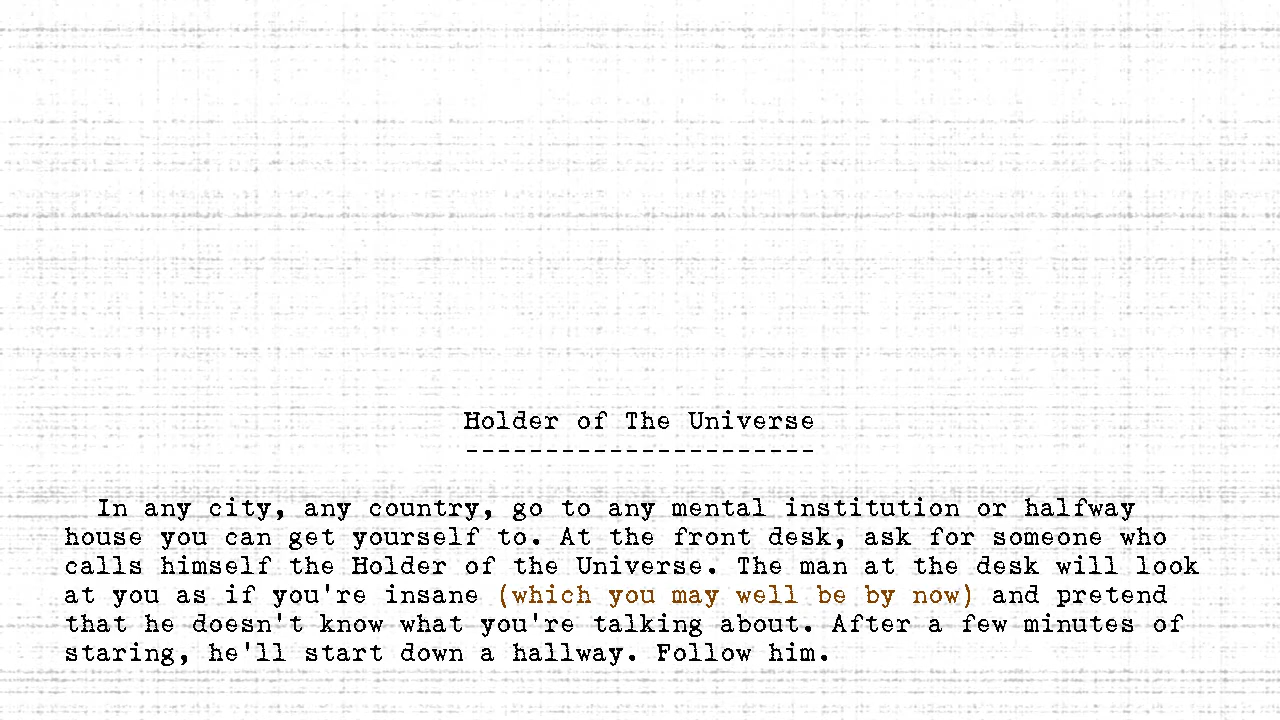 Holder of The Universe
----------------------
In any city, any country, go to any mental institution or halfway
house you can get yourself to. At the front desk, ask for someone who
calls himself the Holder of the Universe. The man at the desk will look
at you as if you're insane (which you may well be by now) and pretend
that he doesn't know what you're talking about. After a few minutes of
staring, he'll start down a hallway. Follow him.